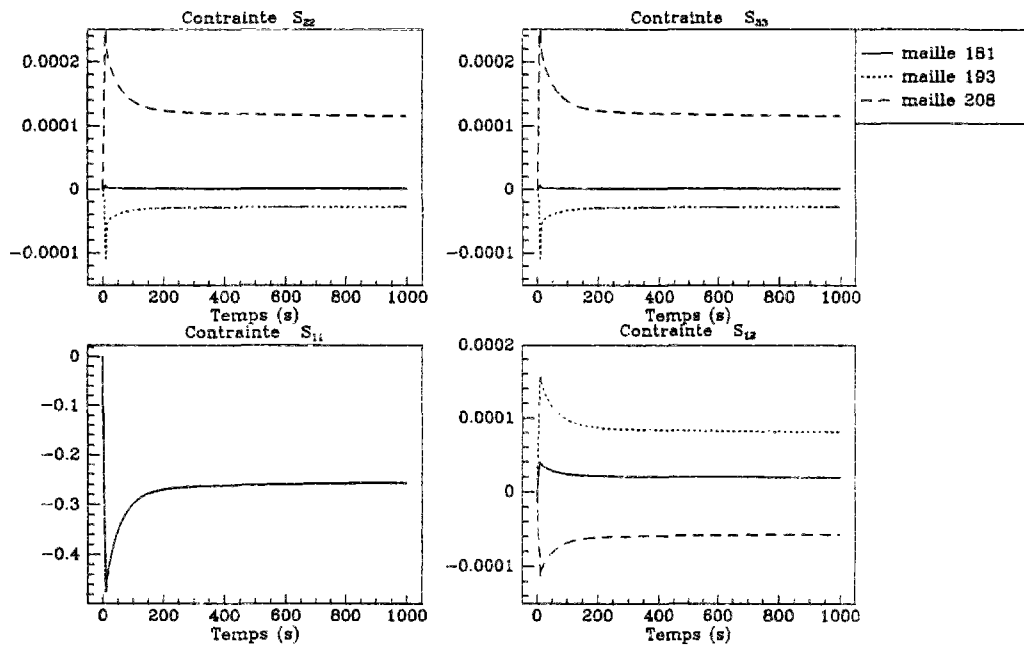 Contrainte S22
0.0002
0.0001
0
−0.0001
0 200 400 600 800 1000
Temps (s)
Contrainte S33
0.0002
0.0001
0
−0.0001
0 200 400 600 800 1000
Temps (s)
maille 181
maille 193
maille 208
Contrainte S11
0
−0.1
−0.2
−0.3
−0.4
0 200 400 600 800 1000
Temps (s)
Contrainte S12
0.0002
0.0001
0
−0.0001
0 200 400 600 800 1000
Temps (s)